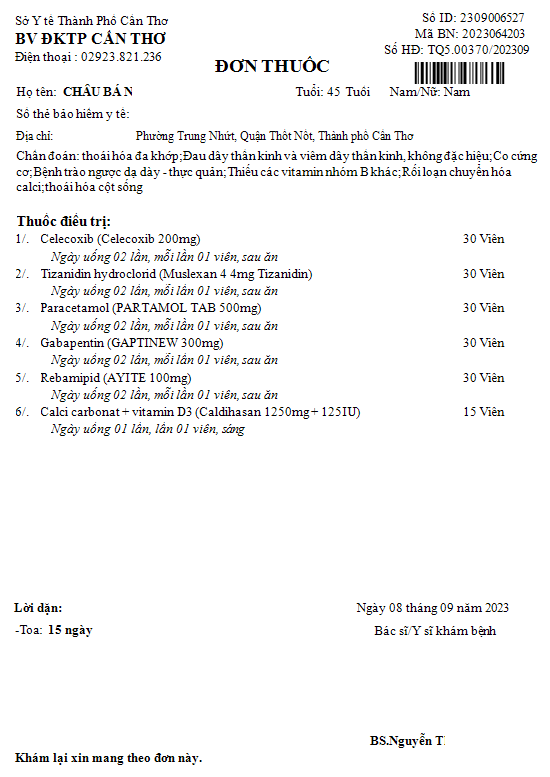 Sở Y tế Thành Phố Cần Thơ
BV ĐKTP CẦN THƠ
Điện thoại : 02923.821.236
Số ID: 2309006527
Mã BN: 2023064203
Số HĐ: TQ5.00370/202309
ĐƠN THUỐC
Họ tên: CHÂU BÁ N Tuổi: 45 Tuổi Nam/Nữ: Nam
Số thẻ bảo hiểm y tế:
Địa chỉ: Phường Trung Nhứt, Quận Thốt Nốt, Thành phố Cần Thơ
Chẩn đoán: thoái hóa đa khớp;Đau dây thần kinh và viêm dây thần kinh, không đặc hiệu;Co cứng
cơ;Bệnh trào ngược dạ dày - thực quản;Thiếu các vitamin nhóm B khác;Rối loạn chuyển hóa
calci;thoái hóa cột sống
Thuốc điều trị:
1/. Celecoxib (Celecoxib 200mg) 30 Viên
Ngày uống 02 lần, mỗi lần 01 viên, sau ăn
2/. Tizanidin hydroclorid (Muslexan 4 4mg Tizanidin) 30 Viên
Ngày uống 02 lần, mỗi lần 01 viên, sau ăn
3/. Paracetamol (PARTAMOL TAB 500mg) 30 Viên
Ngày uống 02 lần, mỗi lần 01 viên, sau ăn
4/. Gabapentin (GAPTINEW 300mg) 30 Viên
Ngày uống 02 lần, mỗi lần 01 viên, sau ăn
5/. Rebamipid (AYITE 100mg) 30 Viên
Ngày uống 02 lần, mỗi lần 01 viên, sau ăn
6/. Calci carbonat + vitamin D3 (Caldihasan 1250mg + 125IU) 15 Viên
Ngày uống 01 lần, lần 01 viên, sáng
Lời dặn:
-Toa: 15 ngày
Ngày 08 tháng 09 năm 2023
Bác sĩ/Y sĩ khám bệnh
BS.Nguyễn T
Khám lại xin mang theo đơn này.